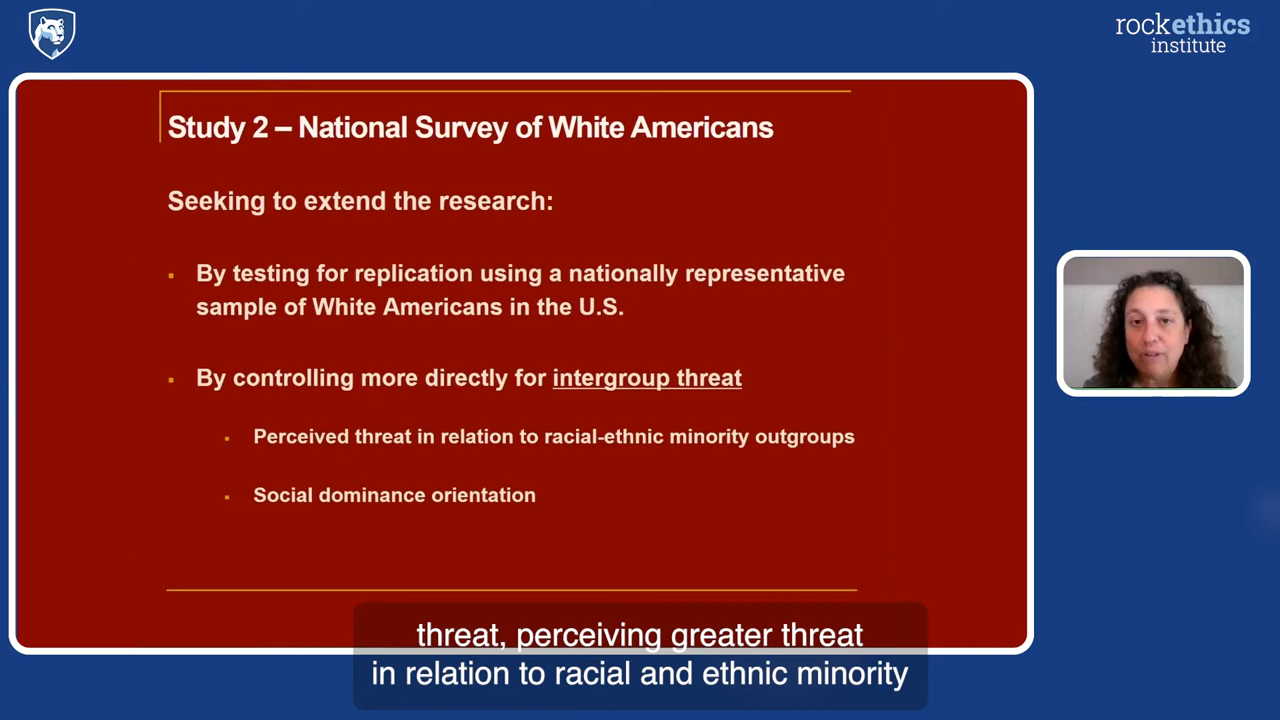 rockethics
institute
Study 2 – National Survey of White Americans
Seeking to extend the research:
▪ By testing for replication using a nationally representative
sample of White Americans in the U.S.
▪ By controlling more directly for intergroup threat
▪ Perceived threat in relation to racial-ethnic minority outgroups
▪ Social dominance orientation
threat, perceiving greater threat
in relation to racial and ethnic minority